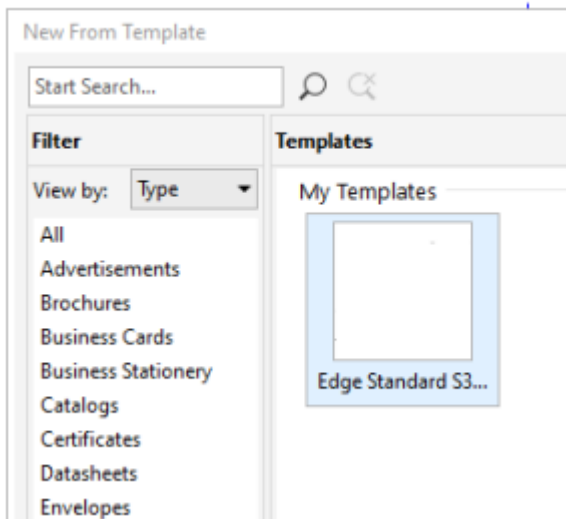 New From Template
Start Search...
Filter
Templates
View by:
Type
My Templates
All
Advertisements
Brochures
Business Cards
Business Stationery
Catalogs
Certificates
Datasheets
Envelopes
Edge Standard S3...